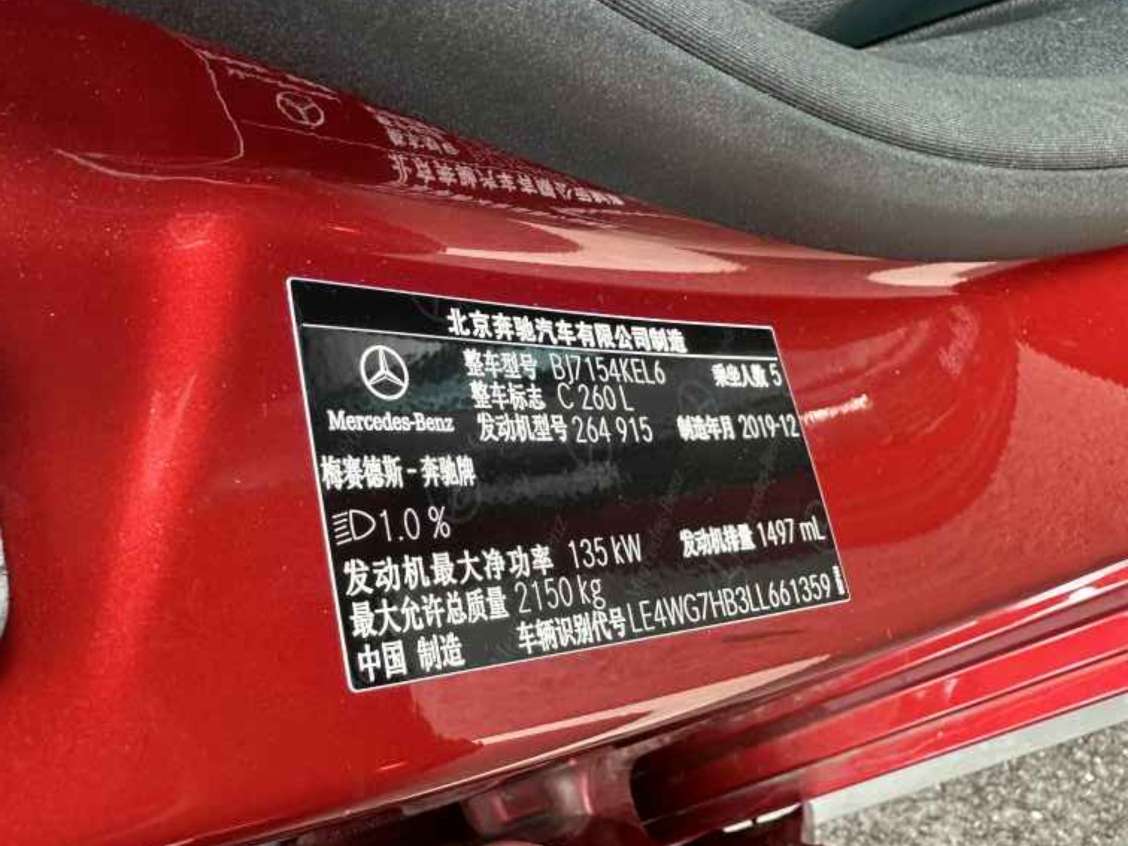 北京奔驰汽车有限公司制造
整车型号 BJ7154KEL6 乘坐人数 5
整车标志 C 260 L
Mercedes-Benz 发动机型号 264 915 制造年月 2019-12
梅赛德斯-奔驰牌
1.0 %
发动机最大净功率 135 kW 发动机排量 1497 mL
最大允许总质量 2150 kg
中国 制造 车辆识别代号 LE4WG7HB3LL661359